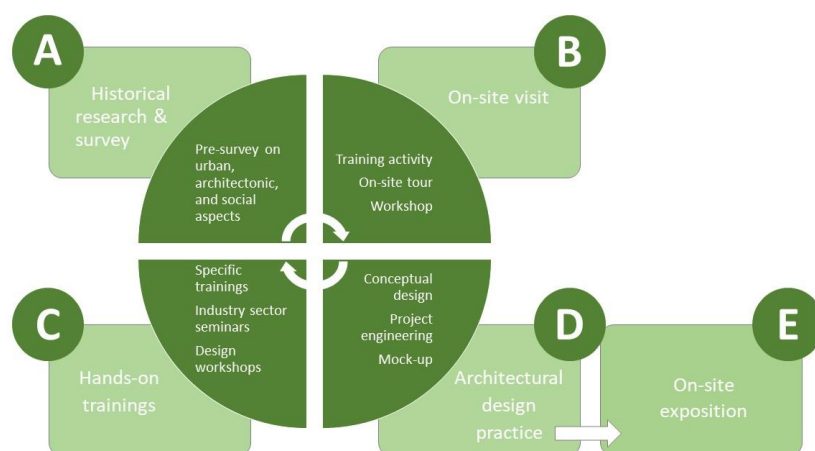 A
Historical
research &
survey
Pre-survey on
urban,
architectonic,
and social
aspects
B
On-site visit
Training activity
On-site tour
Workshop
C
Hands-on
trainings
Specific
trainings
Industry sector
seminars
Design
workshops
D
Conceptual
design
Project
engineering
Mock-up
Architectural
design
practice
E
On-site
exposition